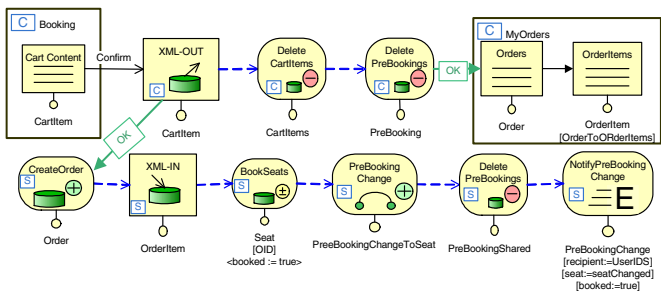 C Booking
Cart Content
CartItem
Confirm
XML-OUT
C
CartItem
Delete
CartItems
C
CartItems
Delete
PreBookings
C
PreBooking
OK
C MyOrders
Orders
Order
OrderItems
OrderItem
[OrderToORderItems]
OK
CreateOrder
S
Order
XML-IN
S
OrderItem
BookSeats
S
Seat
[OID]
<booked := true>
PreBooking
Change
S
PreeBookingChangeToSeat
Delete
PreBookings
S
PreBookingShared
NotifyPreBooking
Change
S
E
PreBookingChange
[recipient:=UserIDS]
[seat:=seatChanged]
[booked:=true]